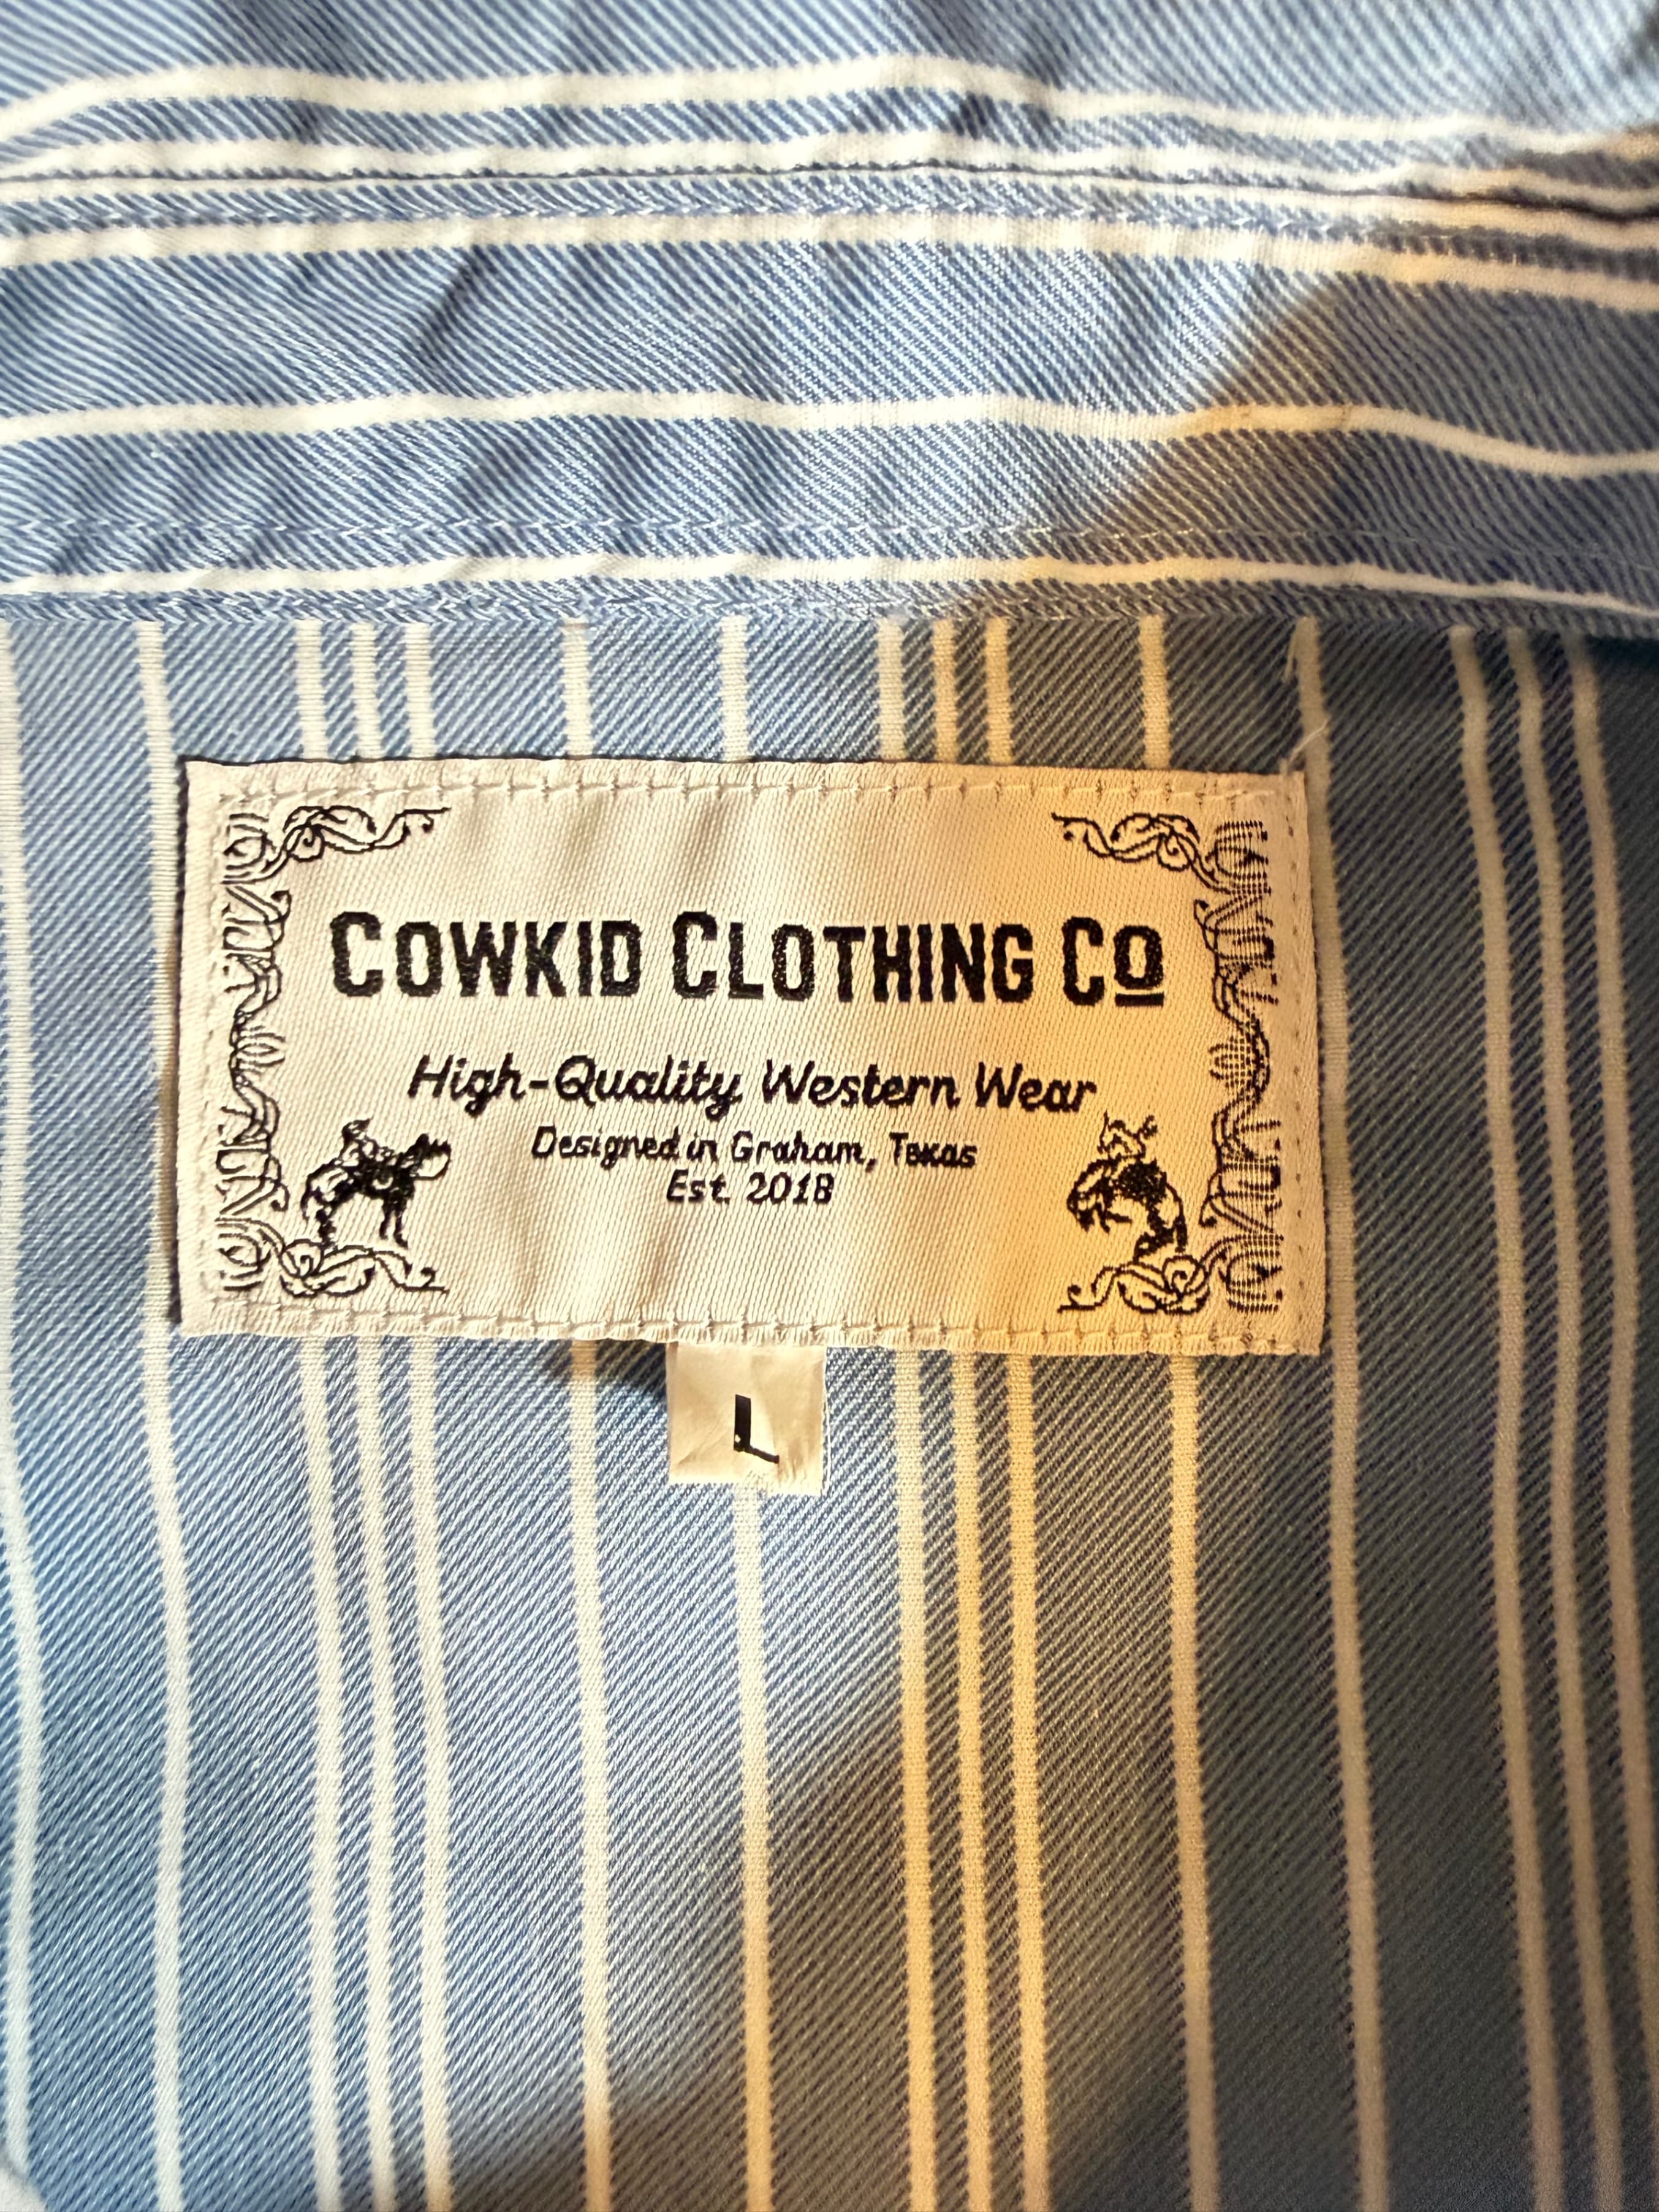 COWKID CLOTHING CO
High-Quality Western Wear
Designed in Graham, Texas
Est. 2018
L